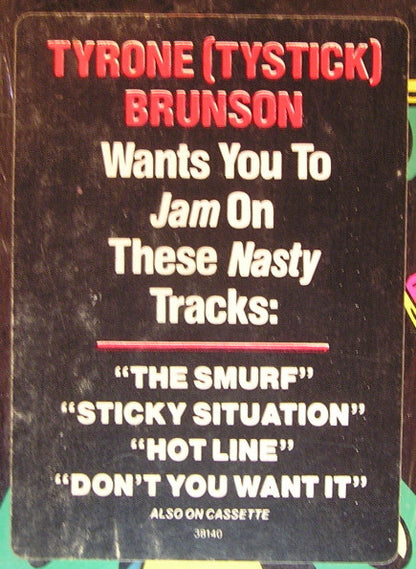 TYRONE (TYSTICK)
BRUNSON
Wants You To
Jam On
These Nasty
Tracks:
"THE SMURF"
"STICKY SITUATION"
"HOT LINE"
"DON'T YOU WANT IT"
ALSO ON CASSETTE
38140